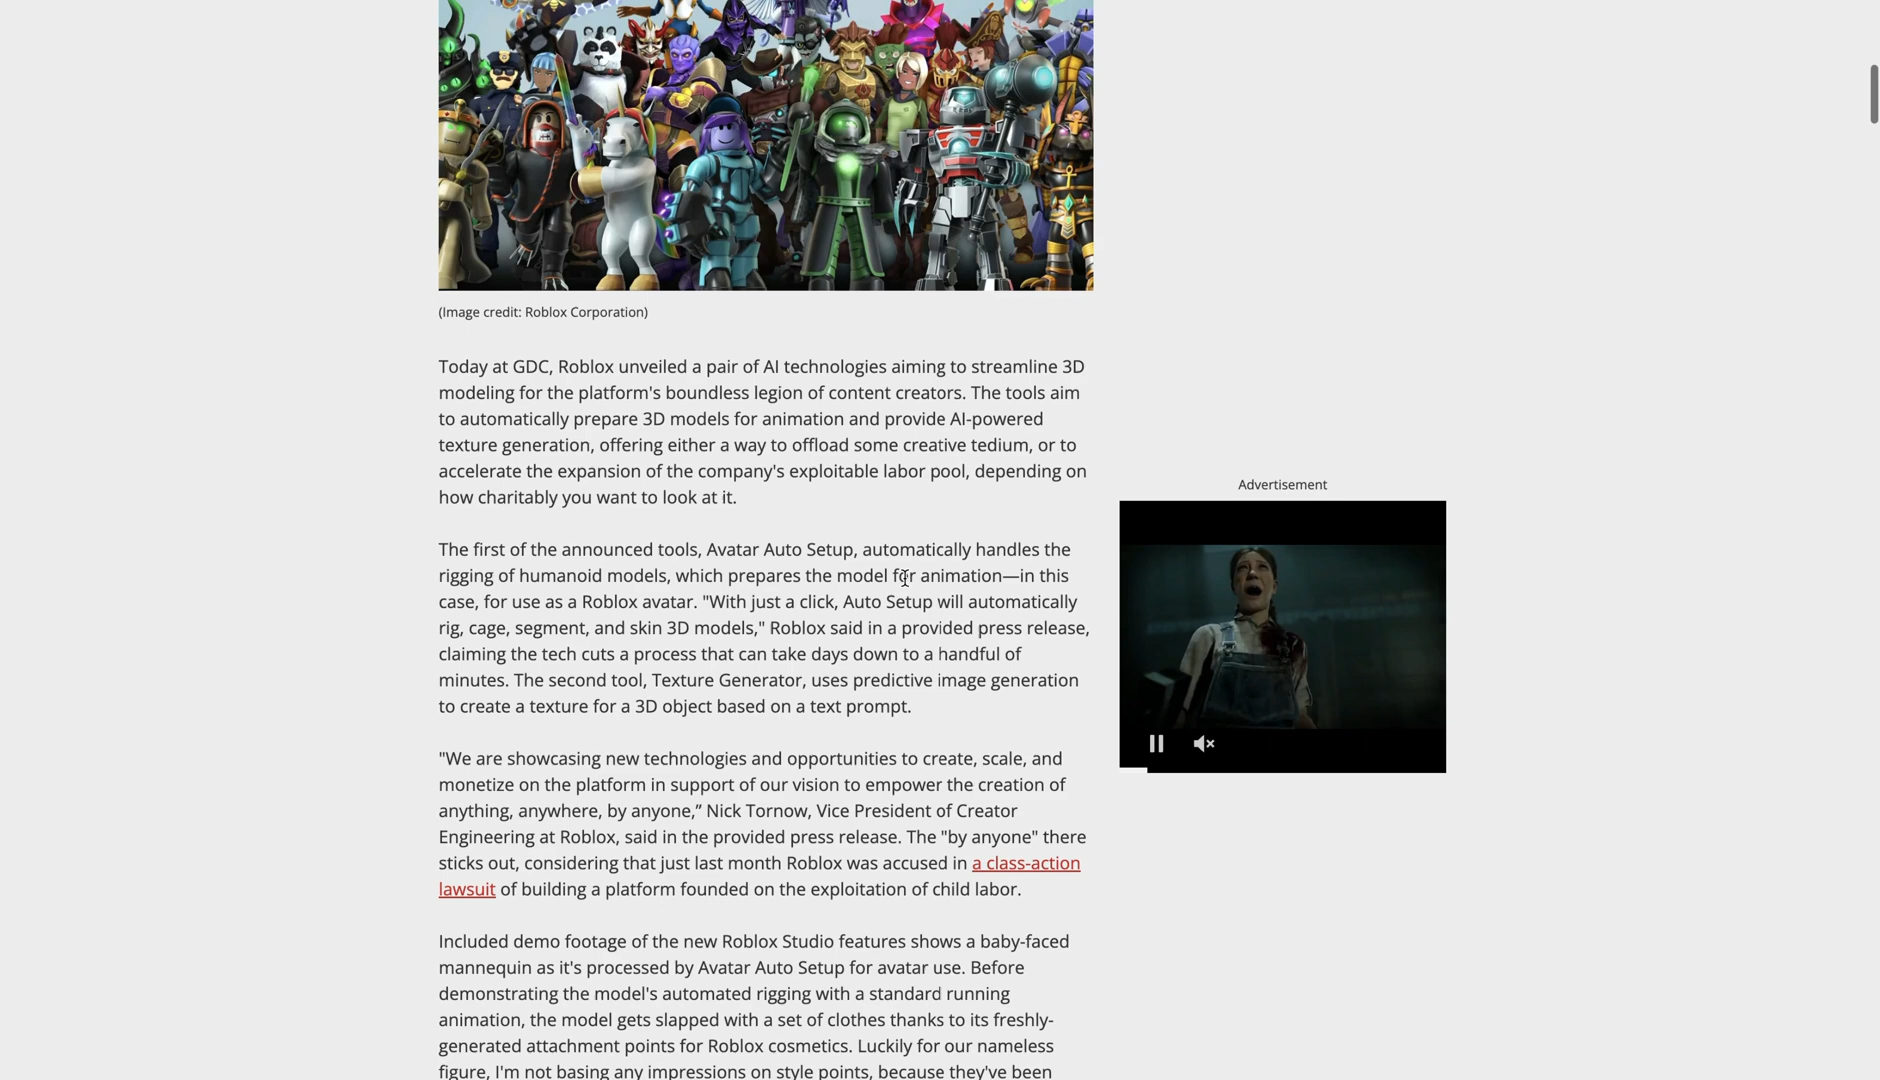 (Image credit: Roblox Corporation)
Today at GDC, Roblox unveiled a pair of AI technologies aiming to streamline 3D
modeling for the platform's boundless legion of content creators. The tools aim
to automatically prepare 3D models for animation and provide AI-powered
texture generation, offering either a way to offload some creative tedium, or to
accelerate the expansion of the company's exploitable labor pool, depending on
how charitably you want to look at it.
Advertisement
The first of the announced tools, Avatar Auto Setup, automatically handles the
rigging of humanoid models, which prepares the model for animation—in this
case, for use as a Roblox avatar. "With just a click, Auto Setup will automatically
rig, cage, segment, and skin 3D models," Roblox said in a provided press release,
claiming the tech cuts a process that can take days down to a handful of
minutes. The second tool, Texture Generator, uses predictive image generation
to create a texture for a 3D object based on a text prompt.
"We are showcasing new technologies and opportunities to create, scale, and
monetize on the platform in support of our vision to empower the creation of
anything, anywhere, by anyone,” Nick Tornow, Vice President of Creator
Engineering at Roblox, said in the provided press release. The "by anyone" there
sticks out, considering that just last month Roblox was accused in a class-action
lawsuit of building a platform founded on the exploitation of child labor.
Included demo footage of the new Roblox Studio features shows a baby-faced
mannequin as it's processed by Avatar Auto Setup for avatar use. Before
demonstrating the model's automated rigging with a standard running
animation, the model gets slapped with a set of clothes thanks to its freshly-
generated attachment points for Roblox cosmetics. Luckily for our nameless
figure, I'm not basing any impressions on style points, because they've been